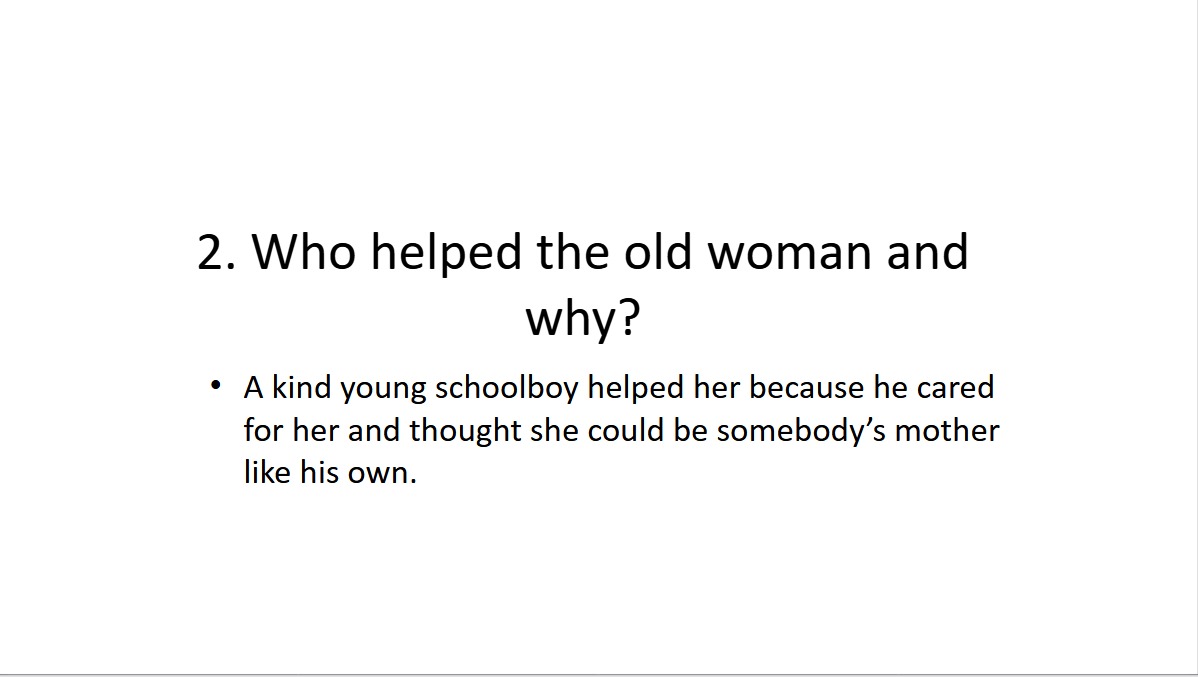 2. Who helped the old woman and
why?
• A kind young schoolboy helped her because he cared
for her and thought she could be somebody’s mother
like his own.